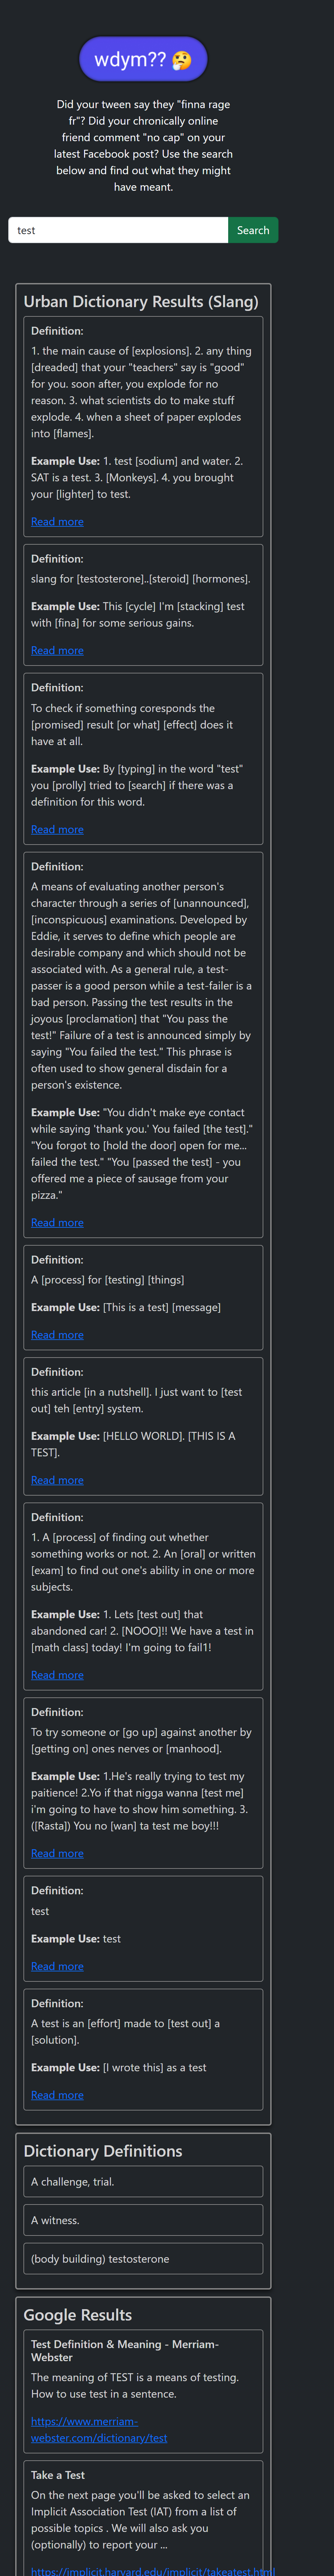 wdym?? 🤔
Did your tween say they "finna rage
fr"? Did your chronically online
friend comment "no cap" on your
latest Facebook post? Use the search
below and find out what they might
have meant.
test
Search
Urban Dictionary Results (Slang)
Definition:
1. the main cause of [explosions]. 2. any thing
[dreaded] that your "teachers" say is "good"
for you. soon after, you explode for no
reason. 3. what scientists do to make stuff
explode. 4. when a sheet of paper explodes
into [flames].
Example Use: 1. test [sodium] and water. 2.
SAT is a test. 3. [Monkeys]. 4. you brought
your [lighter] to test.
Read more
Definition:
slang for [testosterone]..[steroid] [hormones].
Example Use: This [cycle] I'm [stacking] test
with [fina] for some serious gains.
Read more
Definition:
To check if something coresponds the
[promised] result [or what] [effect] does it
have at all.
Example Use: By [typing] in the word "test"
you [prolly] tried to [search] if there was a
definition for this word.
Read more
Definition:
A means of evaluating another person's
character through a series of [unannounced],
[inconspicuous] examinations. Developed by
Eddie, it serves to define which people are
desirable company and which should not be
associated with. As a general rule, a test-
passer is a good person while a test-failer is a
bad person. Passing the test results in the
joyous [proclamation] that "You pass the
test!" Failure of a test is announced simply by
saying "You failed the test." This phrase is
often used to show general disdain for a
person's existence.
Example Use: "You didn't make eye contact
while saying 'thank you.' You failed [the test]."
"You forgot to [hold the door] open for me...
failed the test." "You [passed the test] - you
offered me a piece of sausage from your
pizza."
Read more
Definition:
A [process] for [testing] [things]
Example Use: [This is a test] [message]
Read more
Definition:
this article [in a nutshell]. I just want to [test
out] teh [entry] system.
Example Use: [HELLO WORLD]. [THIS IS A
TEST].
Read more
Definition:
1. A [process] of finding out whether
something works or not. 2. An [oral] or written
[exam] to find out one's ability in one or more
subjects.
Example Use: 1. Lets [test out] that
abandoned car! 2. [NOOO]!! We have a test in
[math class] today! I'm going to fail1!
Read more
Definition:
To try someone or [go up] against another by
[getting on] ones nerves or [manhood].
Example Use: 1.He's really trying to test my
paitience! 2.Yo if that nigga wanna [test me]
i'm going to have to show him something. 3.
([Rasta]) You no [wan] ta test me boy!!!
Read more
Definition:
test
Example Use: test
Read more
Definition:
A test is an [effort] made to [test out] a
[solution].
Example Use: [I wrote this] as a test
Read more
Dictionary Definitions
A challenge, trial.
A witness.
(body building) testosterone
Google Results
Test Definition & Meaning - Merriam-
Webster
The meaning of TEST is a means of testing.
How to use test in a sentence.
https://www.merriam-
webster.com/dictionary/test
Take a Test
On the next page you'll be asked to select an
Implicit Association Test (IAT) from a list of
possible topics . We will also ask you
(optionally) to report your ...
https://implicit.harvard.edu/implicit/takeatest.html